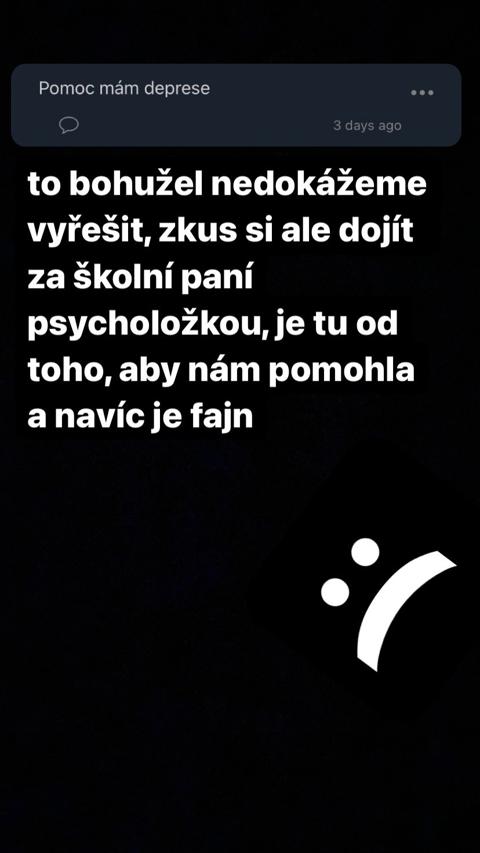 Pomoc mám deprese
3 days ago
to bohužel nedokážeme
vyřešit, zkus si ale dojít
za školní paní
psycholožkou, je tu od
toho, aby nám pomohla
a navíc je fajn
:(